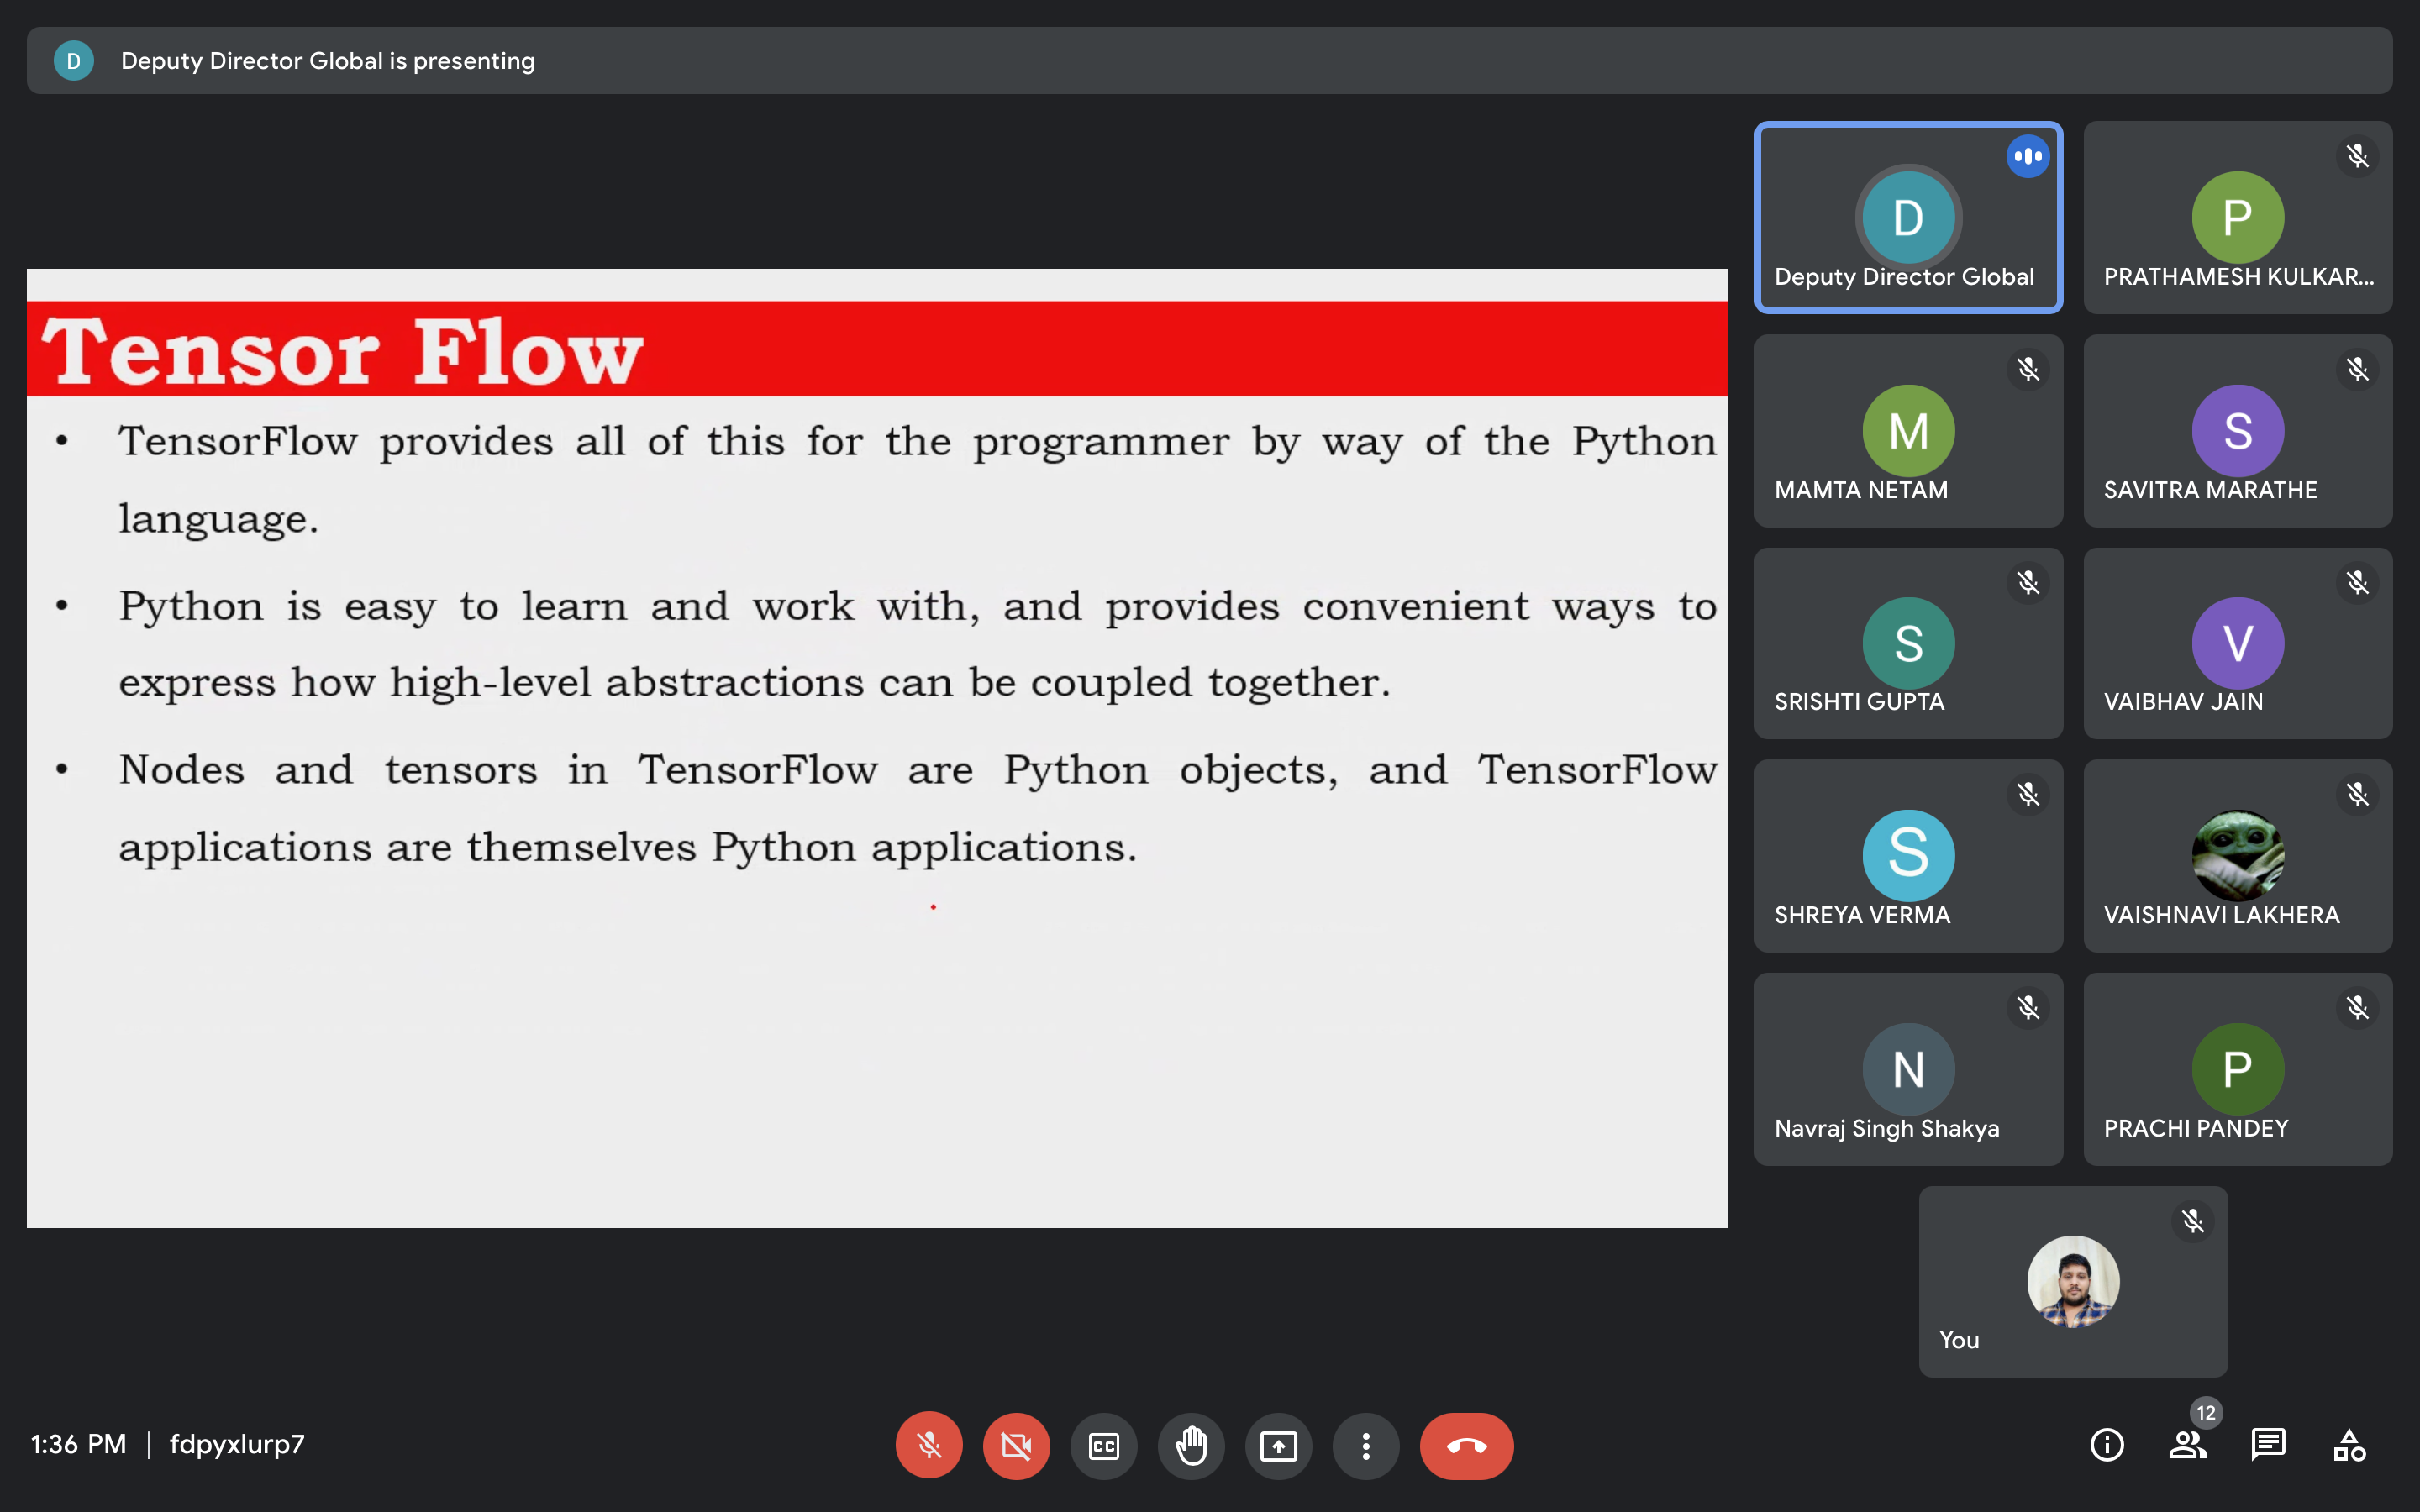 D Deputy Director Global is presenting
Tensor Flow
• TensorFlow provides all of this for the programmer by way of the Python
language.
• Python is easy to learn and work with, and provides convenient ways to
express how high-level abstractions can be coupled together.
• Nodes and tensors in TensorFlow are Python objects, and TensorFlow
applications are themselves Python applications.
D
Deputy Director Global
P
PRATHAMESH KULKAR...
M
MAMTA NETAM
S
SAVITRA MARATHE
S
SRISHTI GUPTA
V
VAIBHAV JAIN
S
SHREYA VERMA
VAISHNAVI LAKHERA
N
Navraj Singh Shakya
P
PRACHI PANDEY
You
1:36 PM | fdpyxlurp7
CC
12